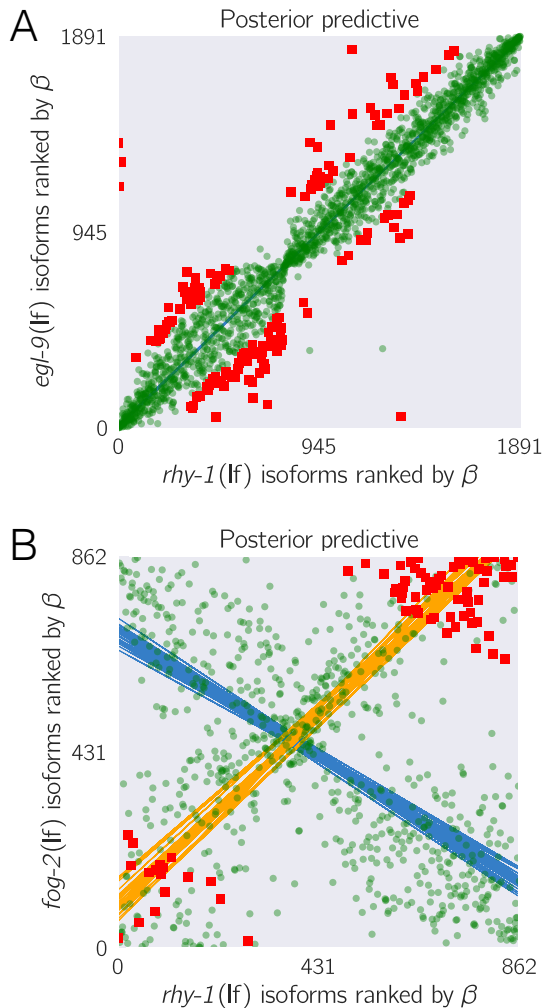 A
Posterior predictive
1891
945
0
egl-9(lf) isoforms ranked by β
0 945 1891
rhy-1(lf) isoforms ranked by β
B
Posterior predictive
862
431
0
fog-2(lf) isoforms ranked by β
0 431 862
rhy-1(lf) isoforms ranked by β